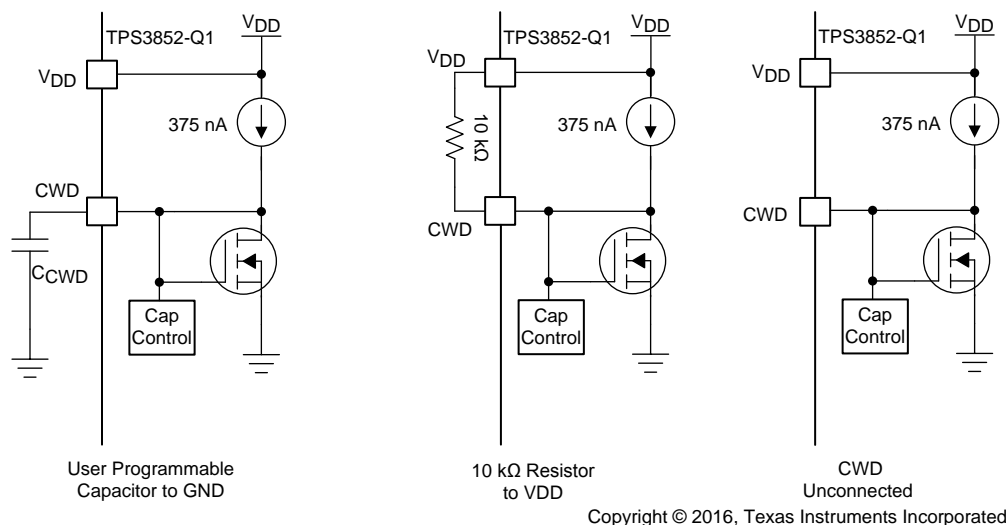 VDD
TPS3852-Q1
VDD
375 nA
CWD
CCWD
Cap
Control
User Programmable
Capacitor to GND
VDD
TPS3852-Q1
VDD
10 kΩ
375 nA
CWD
Cap
Control
10 kΩ Resistor
to VDD
VDD
TPS3852-Q1
VDD
375 nA
CWD
Cap
Control
CWD
Unconnected
Copyright © 2016, Texas Instruments Incorporated